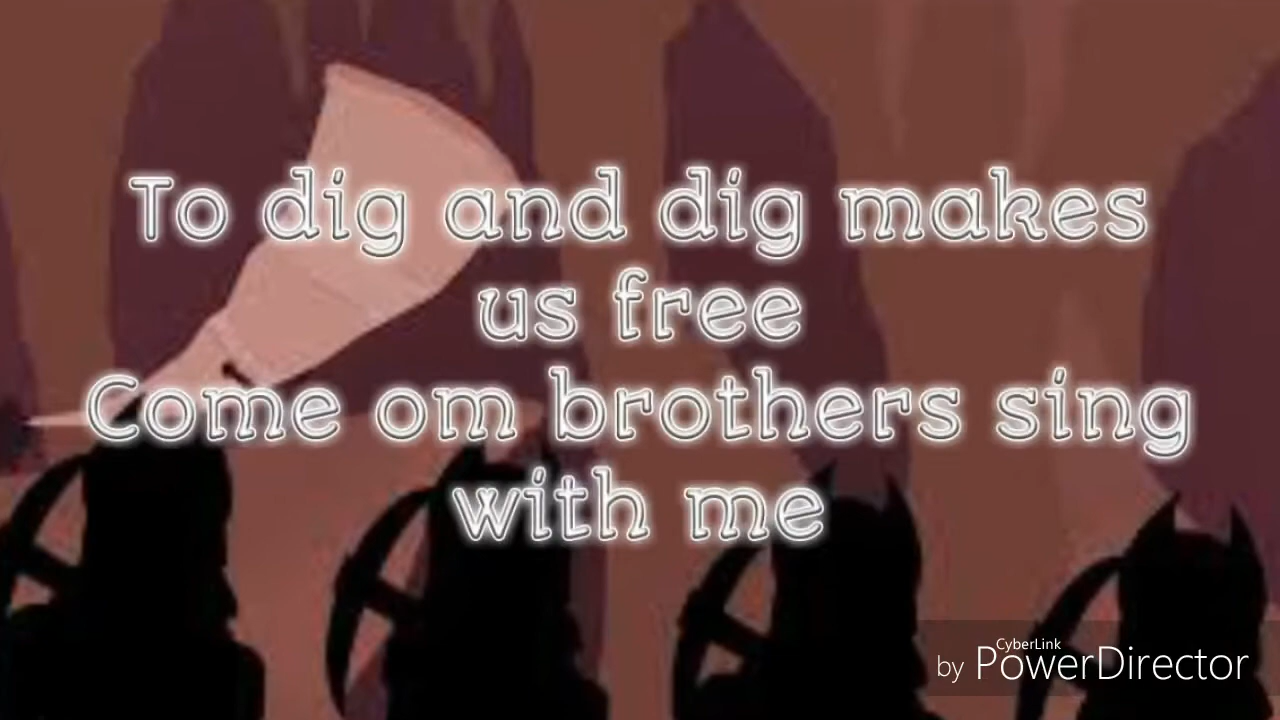 To dig and dig makes
us free
Come om brothers sing
with me
CyberLink
by PowerDirector